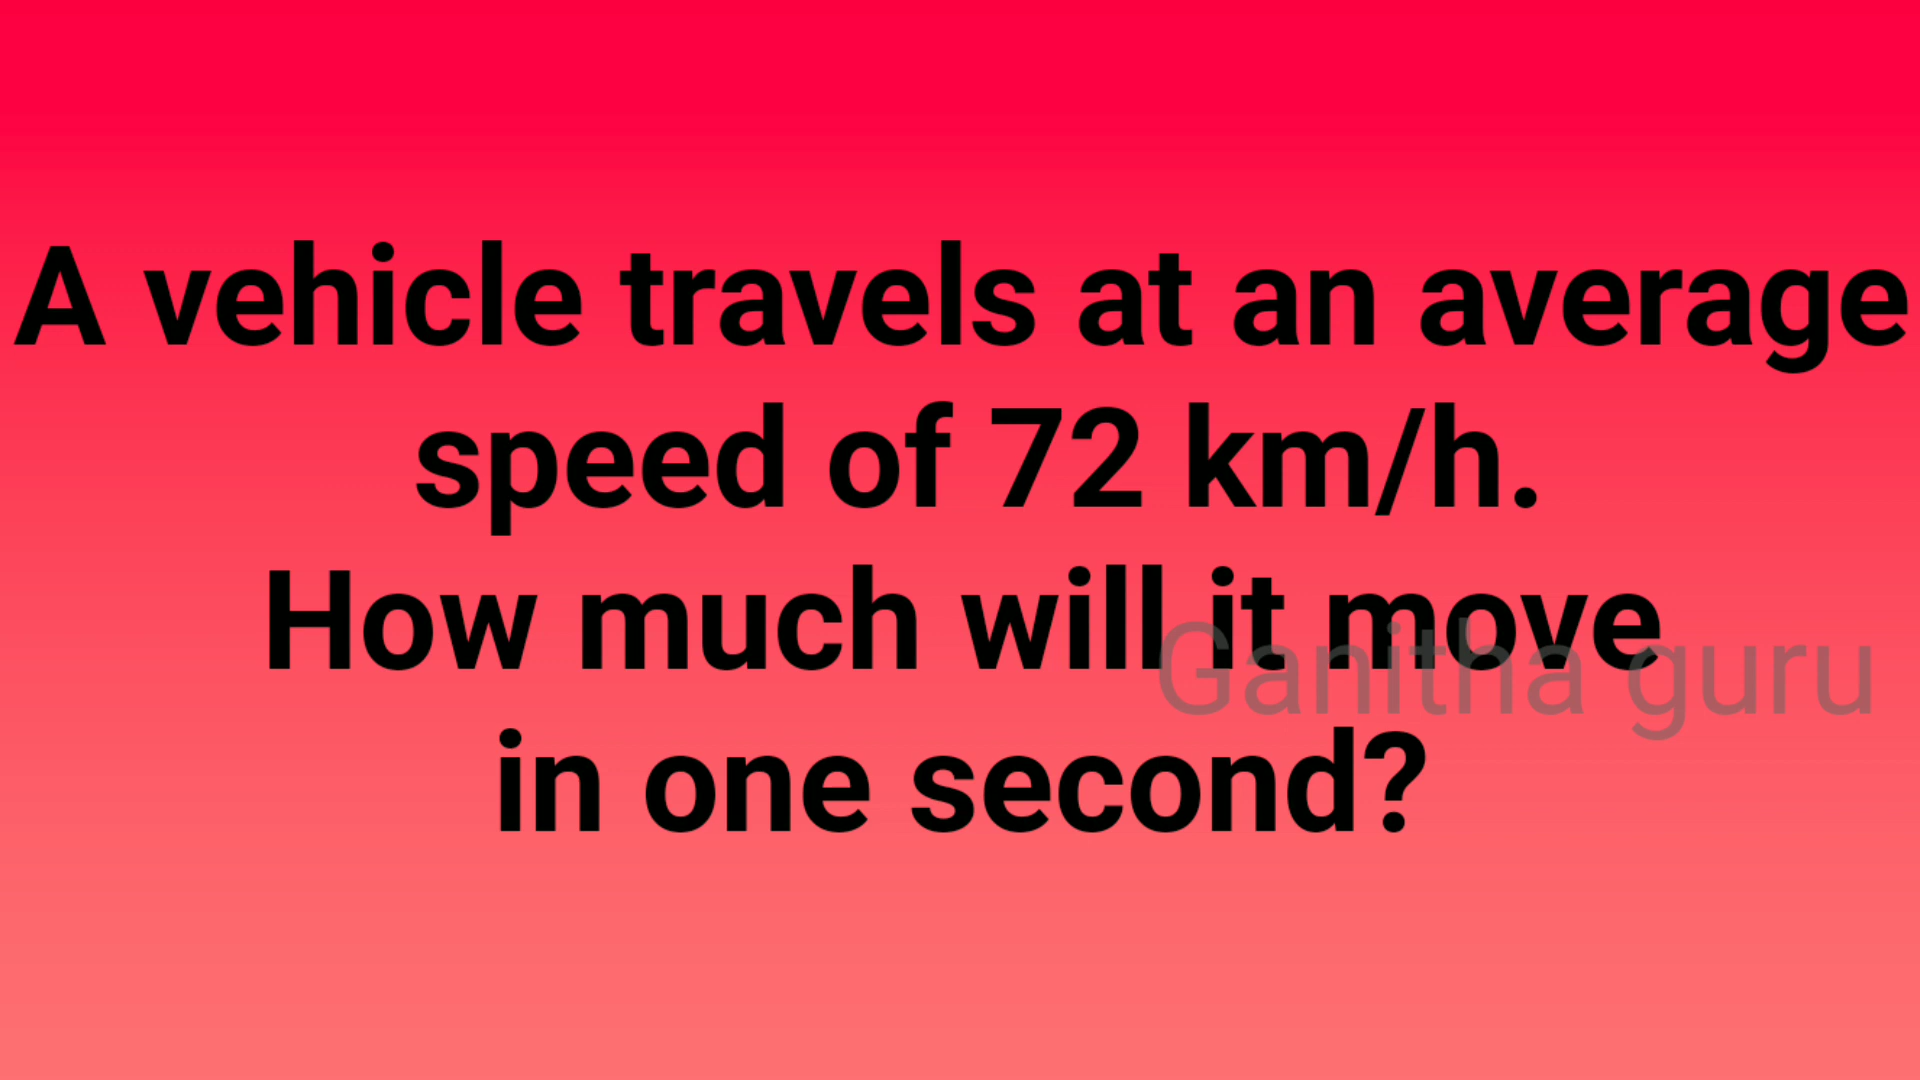 A vehicle travels at an average
speed of 72 km/h.
How much will it move
Ganitha guru
in one second?